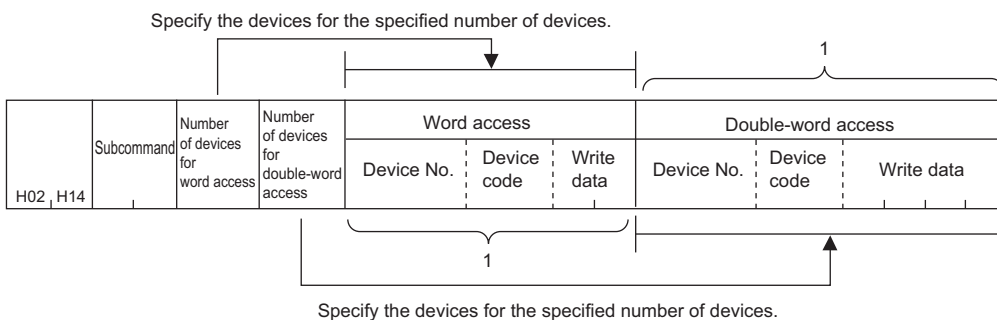 Specify the devices for the specified number of devices.
1
H02 H14
Subcommand
Number
of devices
for
word access
Number
of devices
for
double-word
access
Word access
Device No.
Device
code
Write
data
Double-word access
Device No.
Device
code
Write data
1
Specify the devices for the specified number of devices.